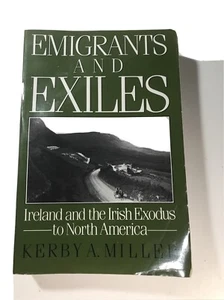 EMIGRANTS
AND
EXILES
Ireland and the Irish Exodus
to North America
KERBY A. MILLER